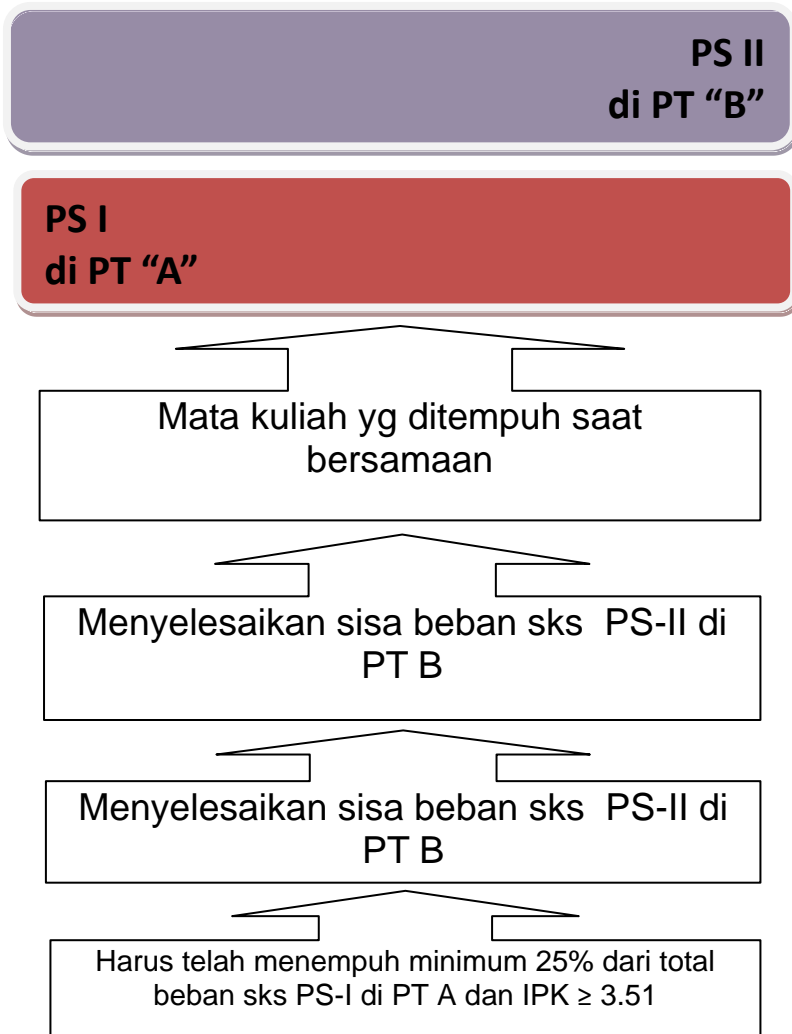 PS II
di PT “B”
PS I
di PT “A”
Mata kuliah yg ditempuh saat
bersamaan
Menyelesaikan sisa beban sks PS-II di
PT B
Menyelesaikan sisa beban sks PS-II di
PT B
Harus telah menempuh minimum 25% dari total
beban sks PS-I di PT A dan IPK ≥ 3.51